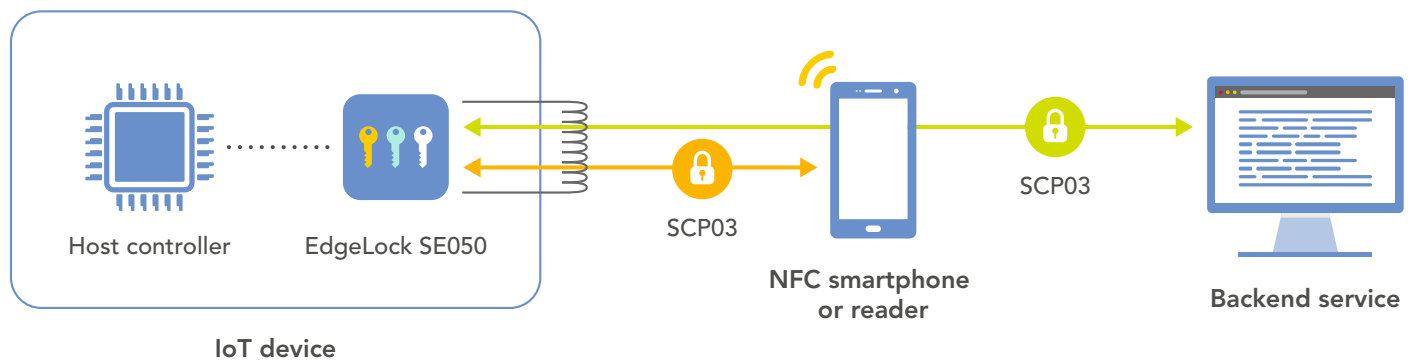 SCP03
SCP03
Host controller
EdgeLock SE050
NFC smartphone
or reader
Backend service
IoT device